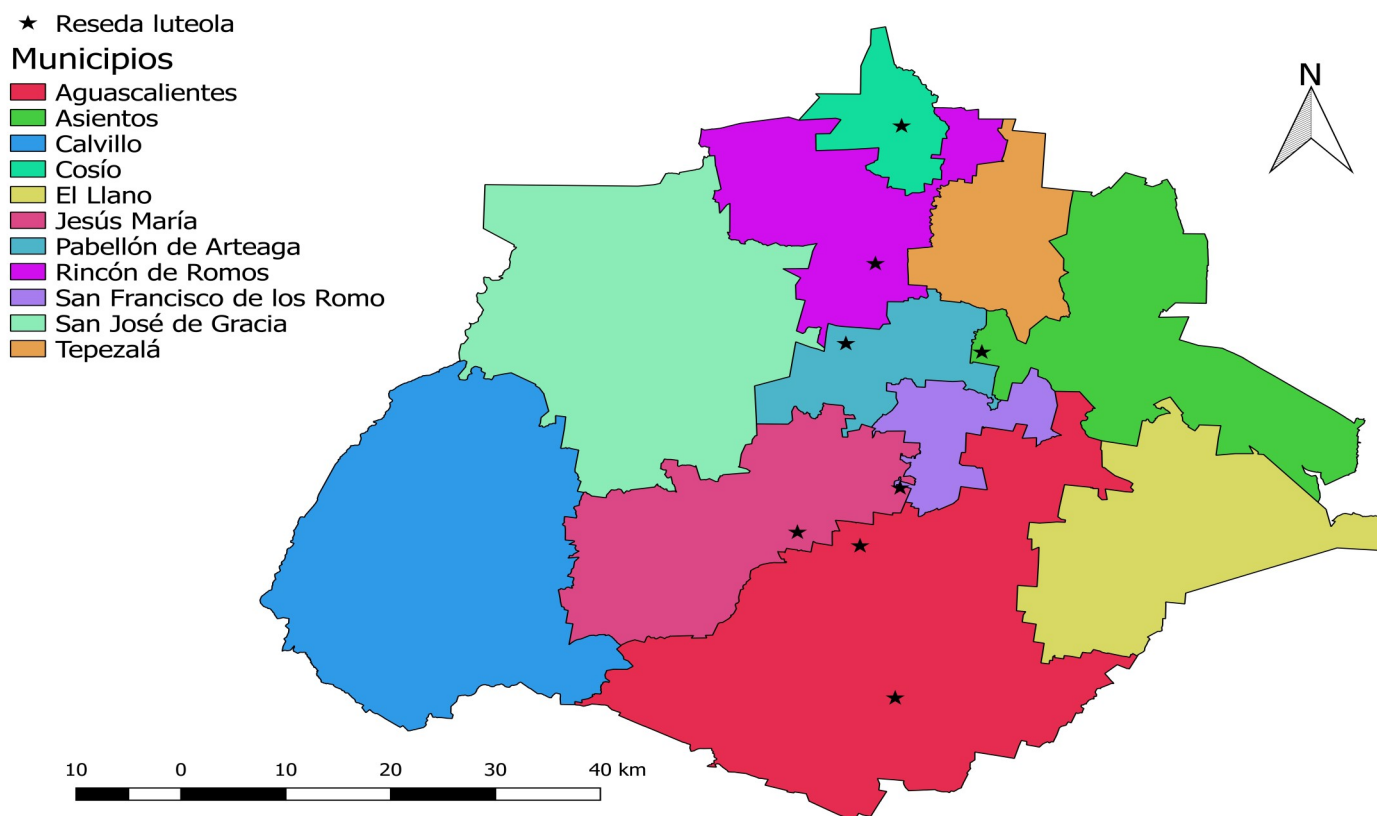 Reseda luteola
Municipios
Aguascalientes
Asientos
Calvillo
Cosío
El Llano
Jesús María
Pabellón de Arteaga
Rincón de Romos
San Francisco de los Romo
San José de Gracia
Tepezalá
N
10 0 10 20 30 40 km